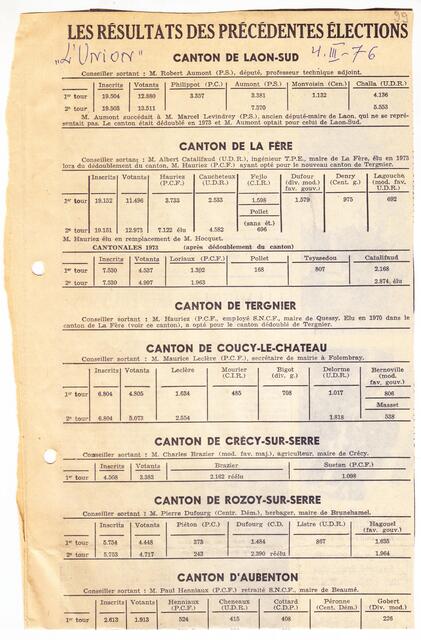 LES RÉSULTATS DES PRÉCÉDENTES ÉLECTIONS
"L'Union" 4. III - 76
CANTON DE LAON-SUD
Conseiller sortant : M. Robert Aumont (P.S.), député, professeur technique adjoint.
Inscrits Votants Philippot (P.C.) Aumont (P.S.) Monvoisin (Cen.) Challa (U.D.R.)
1er tour 19.504 12.880 3.357 3.381 1.132 4.136
2e tour 19.503 13.511 7.370 5.553
M. Aumont succédait à M. Marcel Levindrey (P.S.), ancien député-maire de Laon, qui ne se représentait pas. Le canton était dédoublé en 1973 et M. Aumont optait pour celui de Laon-Sud.
CANTON DE LA FÈRE
Conseiller sortant : M. Albert Catalifaud (U.D.R.), ingénieur T.P.E., maire de La Fère, élu en 1973
lors du dédoublement du canton, M. Hauriez (P.C.F.) ayant opté pour le nouveau canton de Tergnier.
Inscrits Votants Hauriez (P.C.F.) Caucheteux (U.D.R.) Fejlo (C.I.R.) Dufour (div. mod. fav. gouv.) Denry (Cent. g.) Lagouche (mod. fav. U.D.R.)
1er tour 19.152 11.496 3.733 2.533 1.598 1.579 975 692
Pollet
(sans ét.)
2e tour 19.151 12.973 7.122 élu 4.582 696
M. Hauriez élu en remplacement de M. Hocquet.
CANTONALES 1973 (après dédoublement du canton)
Inscrits Votants Loriaux (P.C.F.) Pollet Teyssedou Catalifaud
1er tour 7.530 4.537 1.392 168 807 2.168
2e tour 7.530 4.907 1.963 2.874 élu
CANTON DE TERGNIER
Conseiller sortant : M. Hauriez (P.C.F.), employé S.N.C.F., maire de Quessy. Elu en 1970 dans le
canton de La Fère (voir ce canton), a opté pour le canton dédoublé de Tergnier.
CANTON DE COUCY-LE-CHATEAU
Conseiller sortant : M. Maurice Leclère (P.C.F.), secrétaire de mairie à Folembray.
Inscrits Votants Leclère Mourier (C.I.R.) Bigot (div. g.) Delorme (U.D.R.) Bernoville (mod. fav. gouv.)
1er tour 6.804 4.805 1.634 485 708 1.017 806
Masset
2e tour 6.804 5.073 2.554 1.818 538
CANTON DE CRÉCY-SUR-SERRE
Conseiller sortant : M. Charles Brazier (mod. fav. maj.), agriculteur, maire de Crécy.
Inscrits Votants Brazier Suetan (P.C.F.)
1er tour 4.508 3.383 2.162 réélu 1.098
CANTON DE ROZOY-SUR-SERRE
Conseiller sortant : M. Pierre Dufourg (Centr. Dém.), herbager, maire de Brunehamel.
Inscrits Votants Piéton (P.C.) Dufourg (C.D.) Listre (U.D.) Hagouel (fav. gouv.)
1er tour 5.754 4.448 273 1.484 867 1.635
2e tour 5.753 4.717 243 2.390 réélu 1.964
CANTON D'AUBENTON
Conseiller sortant : M. Paul Henniaux (P.C.F.) retraité S.N.C.F., maire de Beaumé.
Inscrits Votants Henniaux (P.C.F.) Cheneaux (U.D.R.) Cottard (C.D.P.) Péronne (Cent. Dém.) Gobert (Div. mod.)
1er tour 2.613 1.913 524 415 408 226